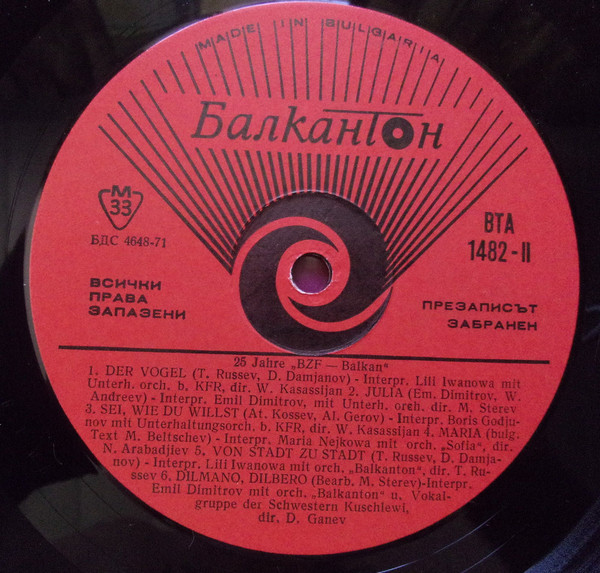 MADE IN BULGARIA
Балкантон
М
33
БДС 4648-71
ВТА
1482-II
ВСИЧКИ
ПРАВА
ЗАПАЗЕНИ
ПРЕЗАПИСЪТ
ЗАБРАНЕН
25 Jahre „BZF — Balkan“
1. DER VOGEL (T. Russev, D. Damjanov) - Interpr. Lili Iwanowa mit
Unterh. orch. b. KFR, dir. W. Kasassijan 2. JULIA (Em. Dimitrov, W.
Andreev) - Interpr. Emil Dimitrov, mit Unterh. orch. dir. M. Sterev
3. SEI, WIE DU WILLST (At. Kossev, Al. Gerov) - Interpr. Boris Godju-
nov mit Unterhaltungsorch. b. KFR, dir. W. Kasassijan 4. MARIA (bulg.
Text M. Beltschev) - Interpr. Maria Nejkowa mit orch. „Sofia“, dir.
N. Arabadjiev 5. VON STADT ZU STADT (T. Russev, D. Damja-
nov) - Interpr. Lili Iwanowa mit orch. „Balkanton“, dir. T. Ru-
ssev 6. DILMANO, DILBERO (Bearb. M. Sterev)-Interpr.
Emil Dimitrov mit orch. „Balkanton“ u. Vokal-
gruppe der Schwestern Kuschlewi,
dir. D. Ganev